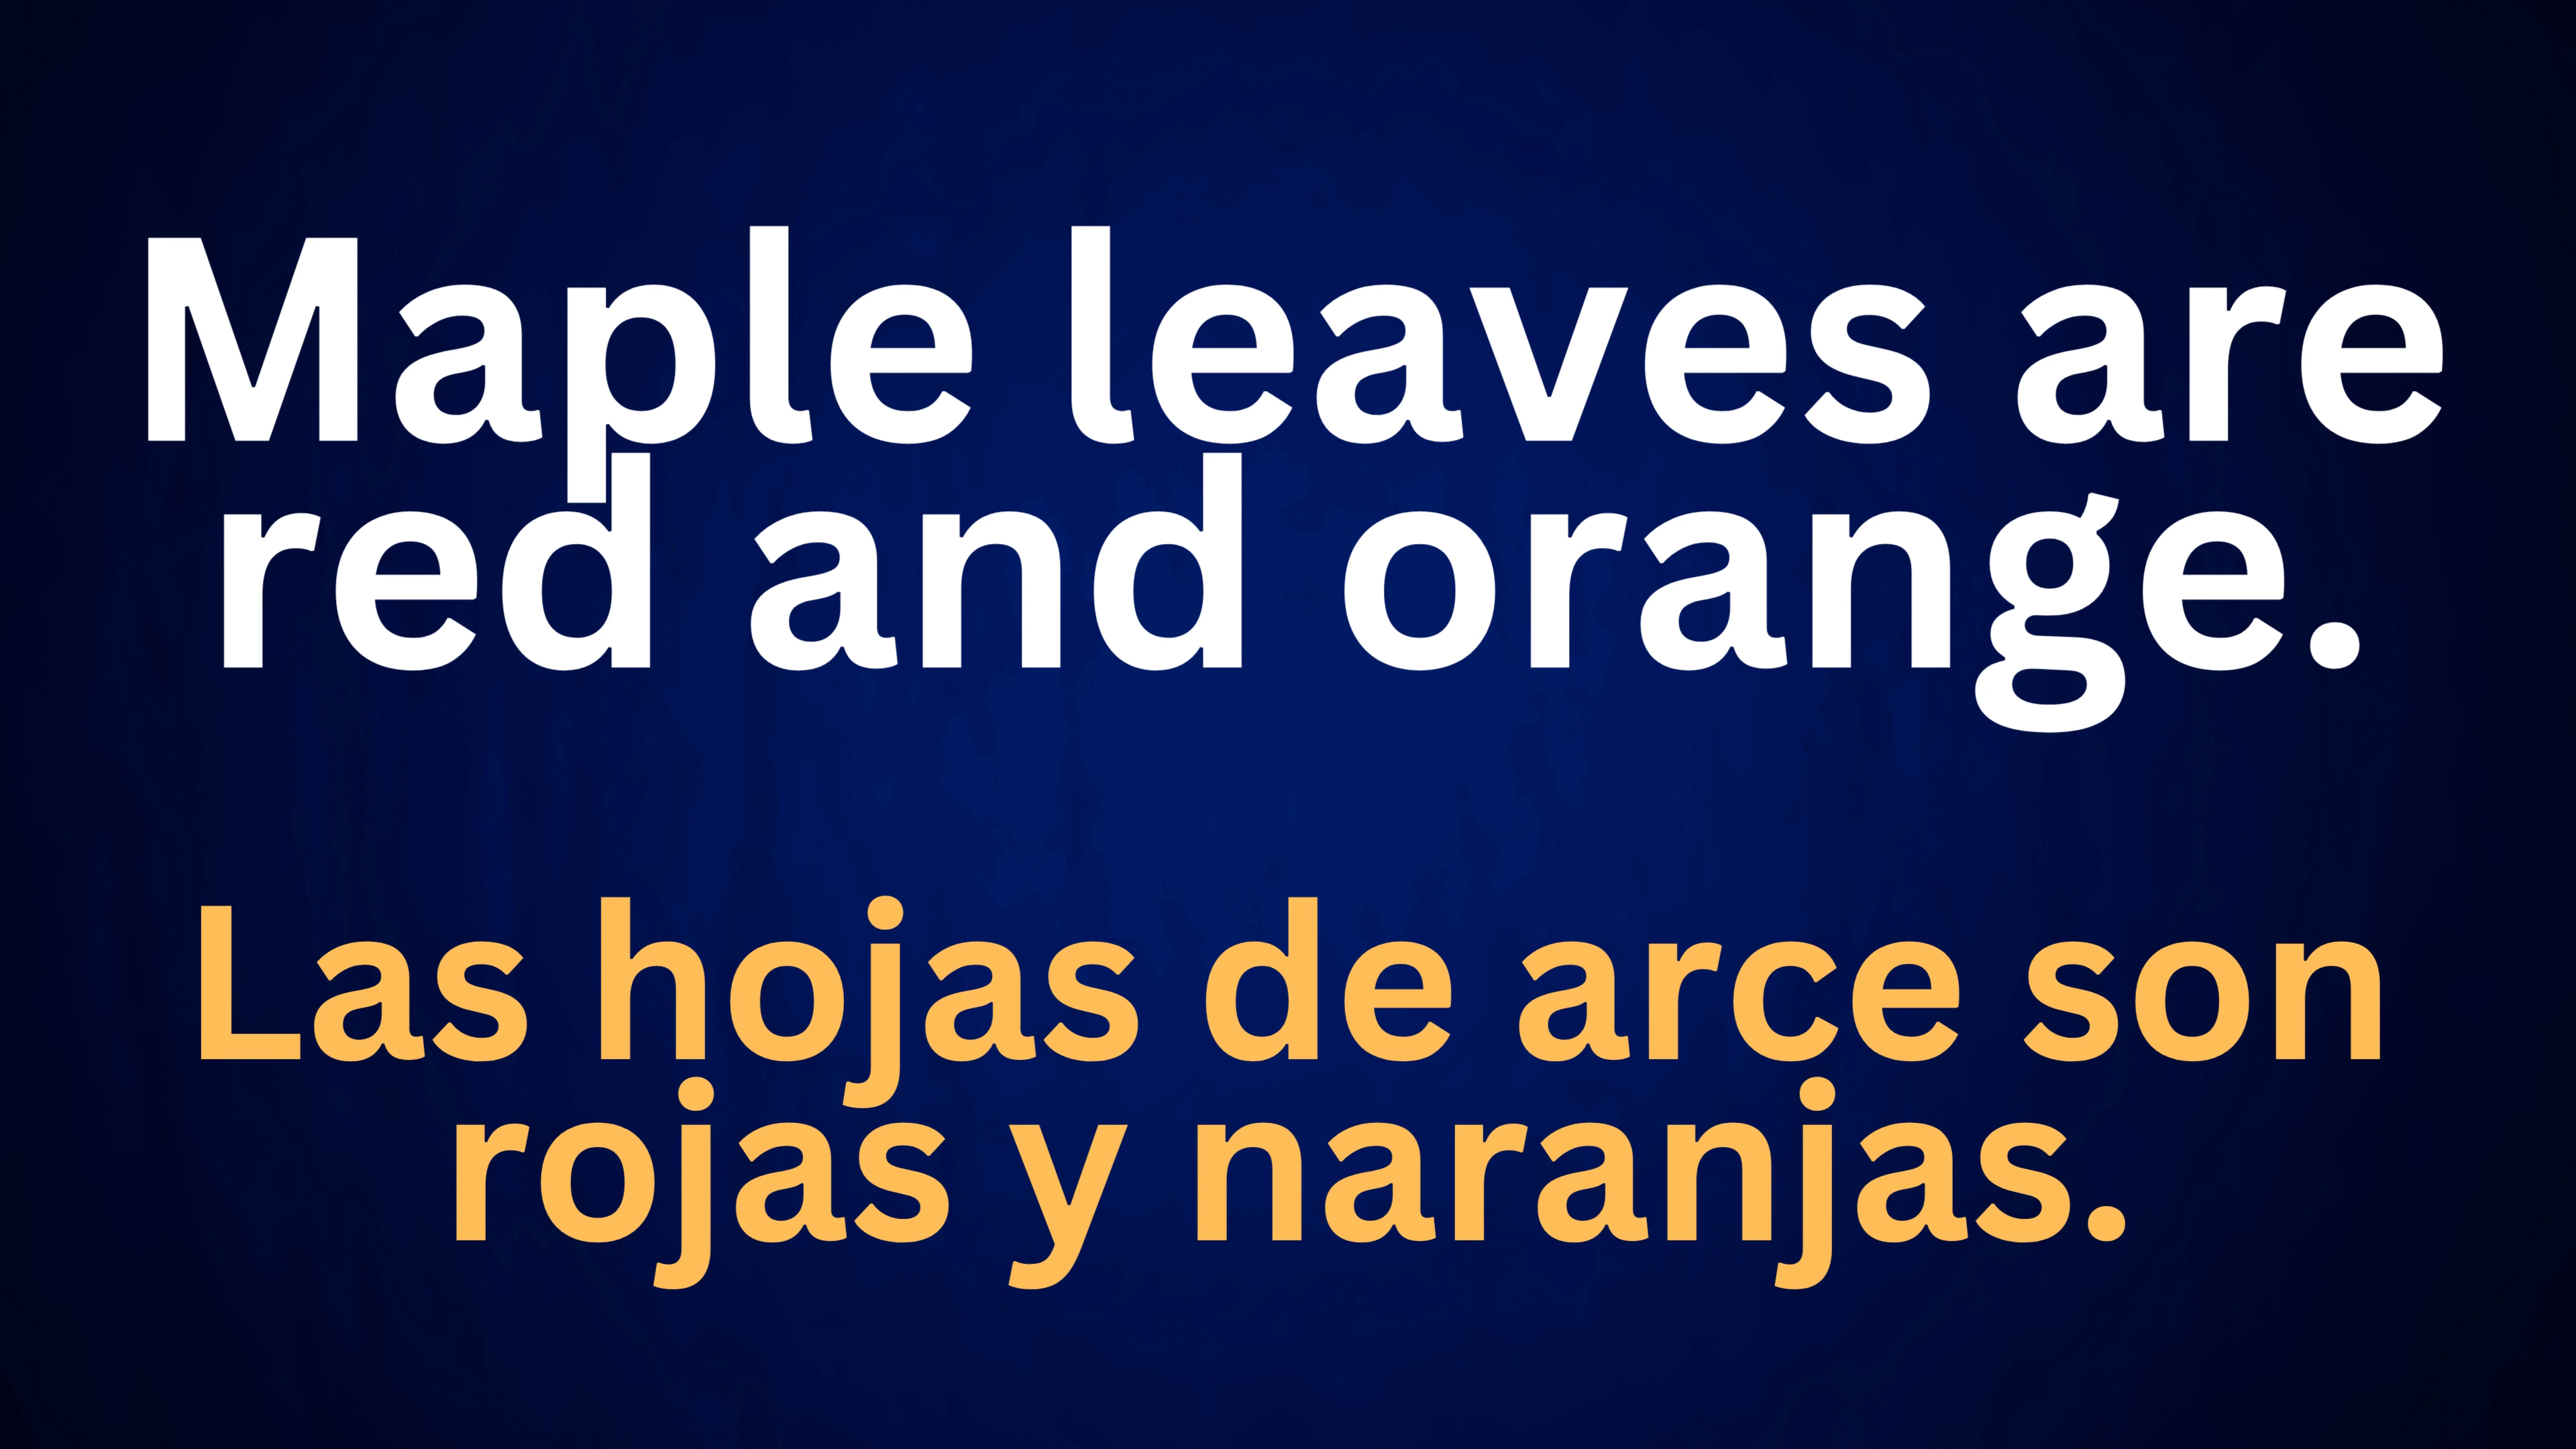 Maple leaves are
red and orange.
Las hojas de arce son
rojas y naranjas.